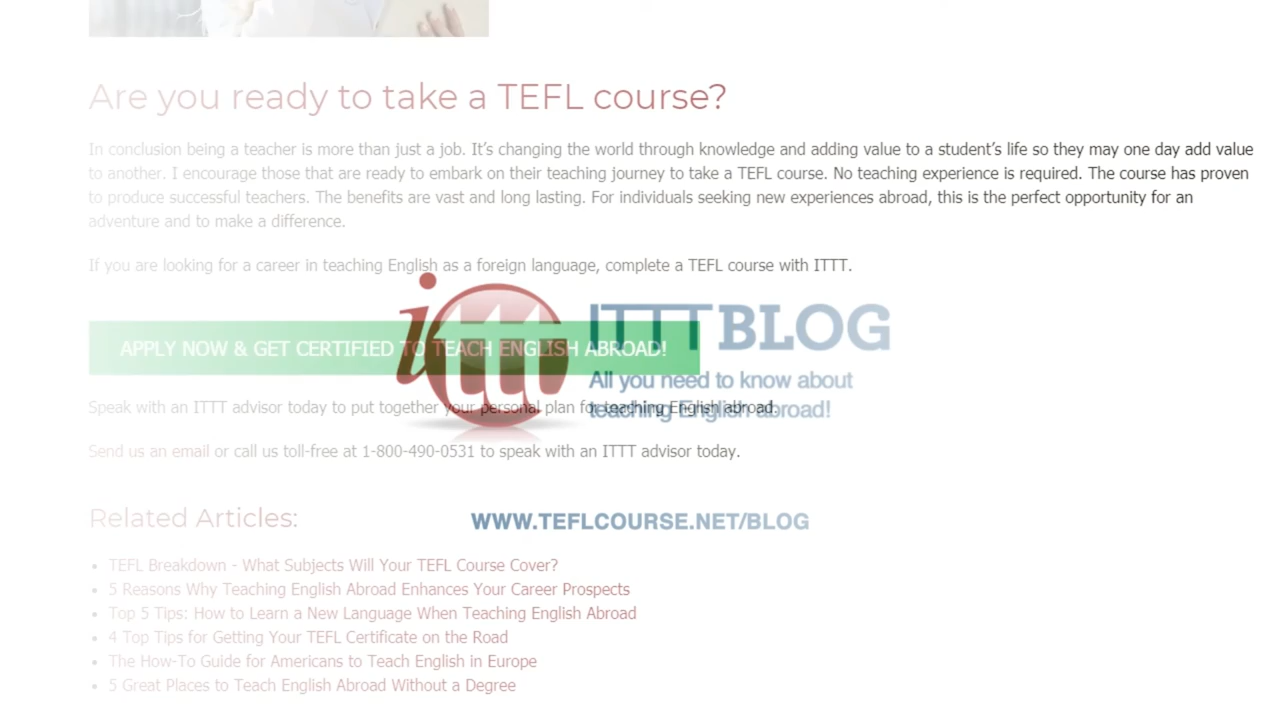 Are you ready to take a TEFL course?
In conclusion being a teacher is more than just a job. It's changing the world through knowledge and adding value to a student's life so they may one day add value
to another. I encourage those that are ready to embark on their teaching journey to take a TEFL course. No teaching experience is required. The course has proven
to produce successful teachers. The benefits are vast and long lasting. For individuals seeking new experiences abroad, this is the perfect opportunity for an
adventure and to make a difference.
If you are looking for a career in teaching English as a foreign language, complete a TEFL course with ITTT.
ittt
ITTT BLOG
APPLY NOW & GET CERTIFIED TO TEACH ENGLISH ABROAD!
All you need to know about
teaching English abroad!
Speak with an ITTT advisor today to put together your personal plan for teaching English abroad.
Send us an email or call us toll-free at 1-800-490-0531 to speak with an ITTT advisor today.
Related Articles:
WWW.TEFLCOURSE.NET/BLOG
TEFL Breakdown - What Subjects Will Your TEFL Course Cover?
5 Reasons Why Teaching English Abroad Enhances Your Career Prospects
Top 5 Tips: How to Learn a New Language When Teaching English Abroad
4 Top Tips for Getting Your TEFL Certificate on the Road
The How-To Guide for Americans to Teach English in Europe
5 Great Places to Teach English Abroad Without a Degree